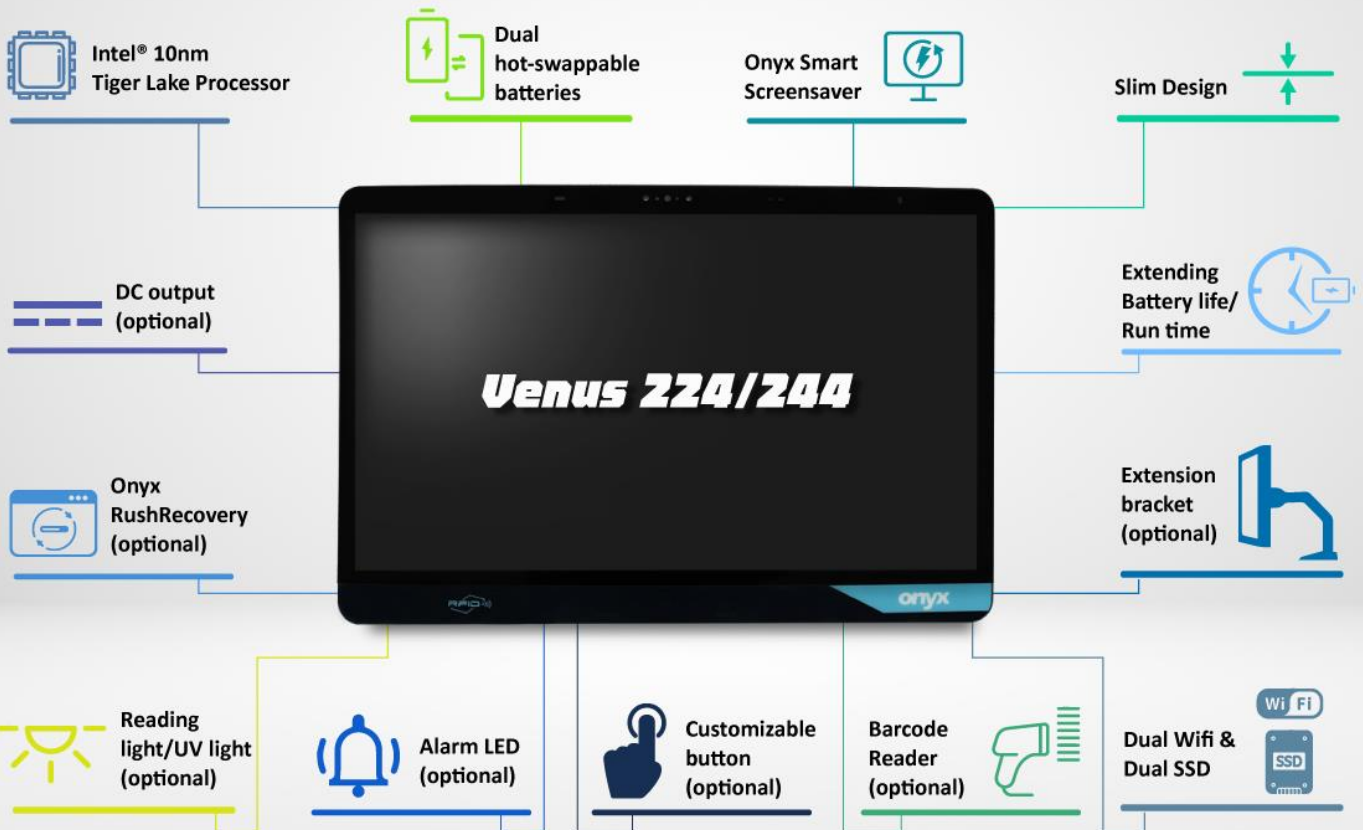 Intel® 10nm
Tiger Lake Processor
Dual
hot-swappable
batteries
Onyx Smart
Screensaver
Slim Design
DC output
(optional)
Extending
Battery life/
Run time
Venus 224/244
Onyx
RushRecovery
(optional)
Extension
bracket
(optional)
RFID
onyx
Reading
light/UV light
(optional)
Alarm LED
(optional)
Customizable
button
(optional)
Barcode
Reader
(optional)
Dual Wifi &
Dual SSD
Wi Fi
SSD